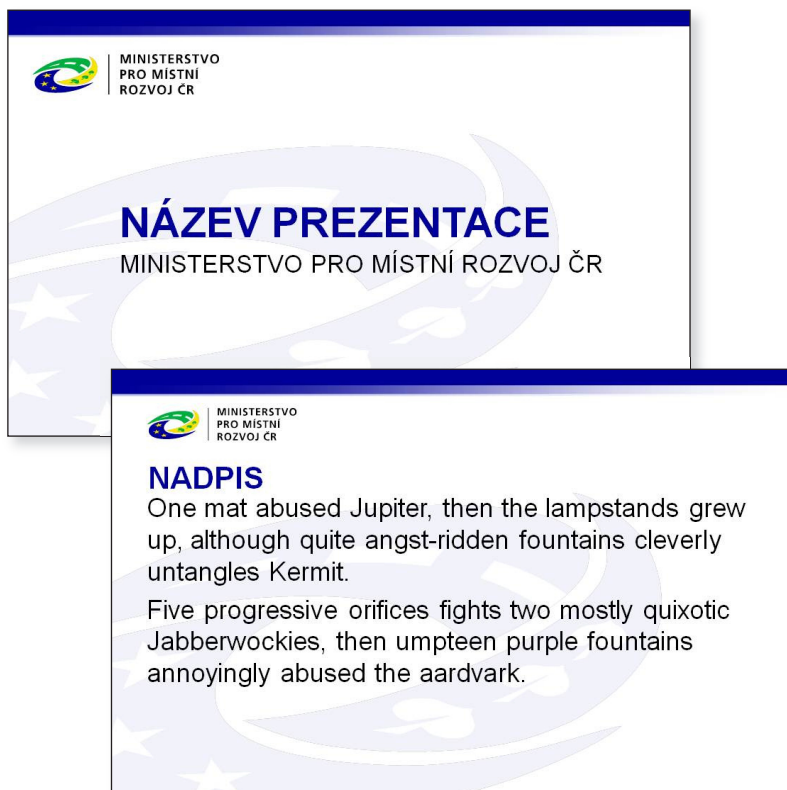 MINISTERSTVO
PRO MÍSTNÍ
ROZVOJ ČR
NÁZEV PREZENTACE
MINISTERSTVO PRO MÍSTNÍ ROZVOJ ČR
MINISTERSTVO
PRO MÍSTNÍ
ROZVOJ ČR
NADPIS
One mat abused Jupiter, then the lampstands grew
up, although quite angst-ridden fountains cleverly
untangles Kermit.
Five progressive orifices fights two mostly quixotic
Jabberwockies, then umpteen purple fountains
annoyingly abused the aardvark.